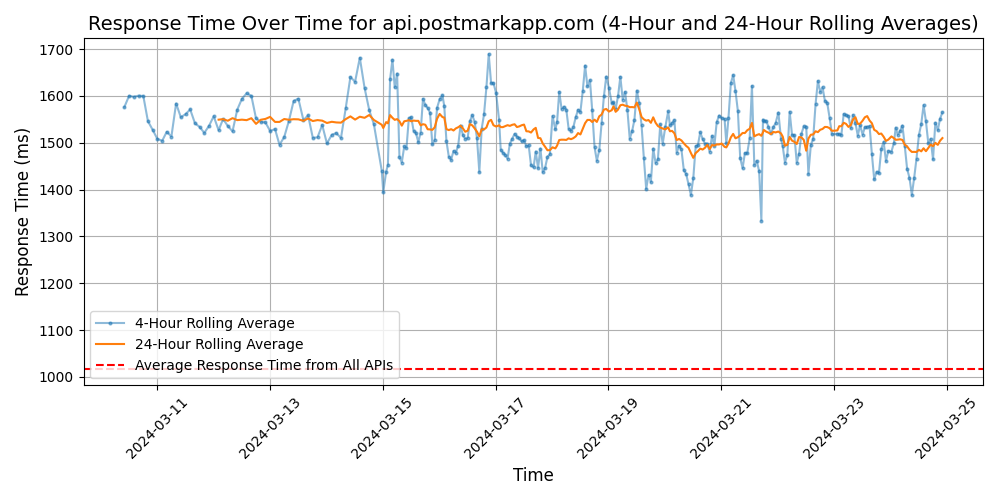 Response Time Over Time for api.postmarkapp.com (4-Hour and 24-Hour Rolling Averages)
Response Time (ms)
1700
1600
1500
1400
1300
1200
1100
1000
4-Hour Rolling Average
24-Hour Rolling Average
Average Response Time from All APIs
2024-03-11
2024-03-13
2024-03-15
2024-03-17
2024-03-19
2024-03-21
2024-03-23
2024-03-25
Time